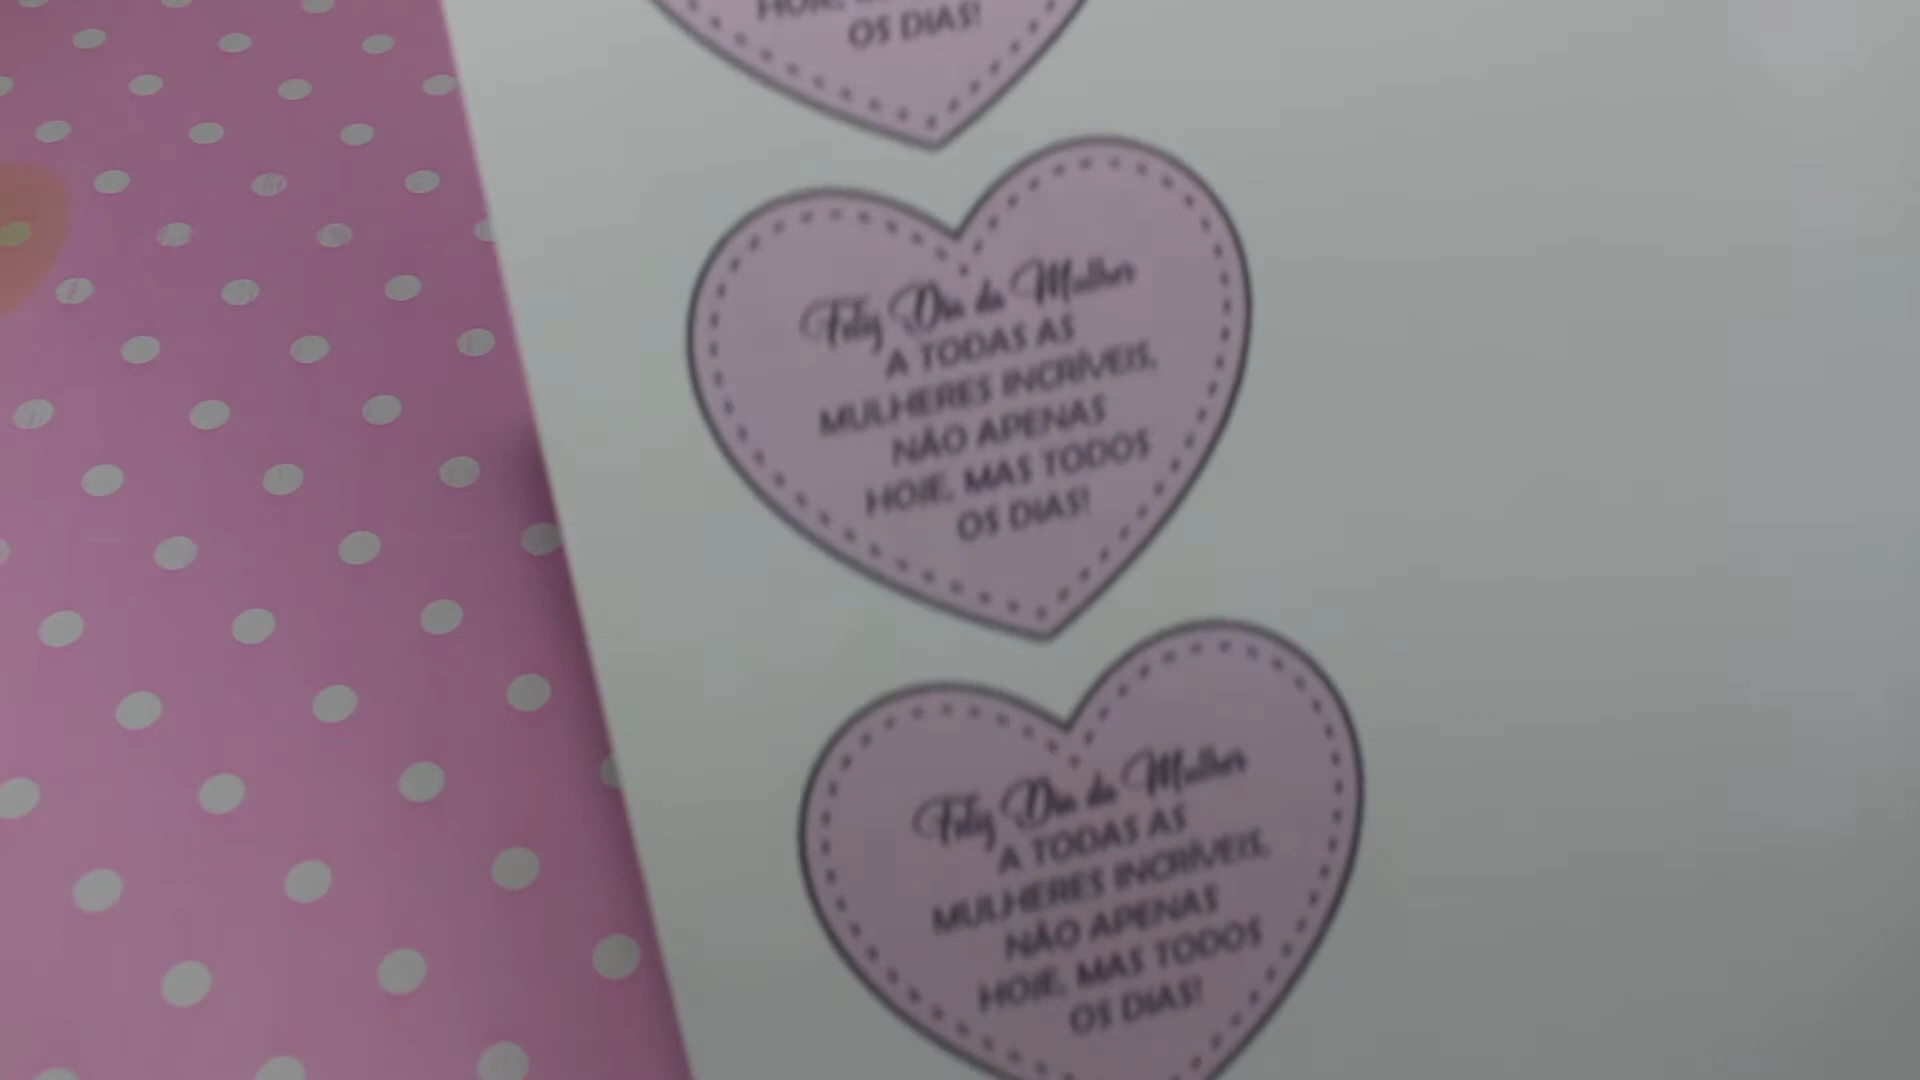 HOJE,
OS DIAS!
Feliz Dia da Mulher
A TODAS AS
MULHERES INCRÍVEIS,
NÃO APENAS
HOJE, MAS TODOS
OS DIAS!
Feliz Dia da Mulher
A TODAS AS
MULHERES INCRÍVEIS,
NÃO APENAS
HOJE, MAS TODOS
OS DIAS!